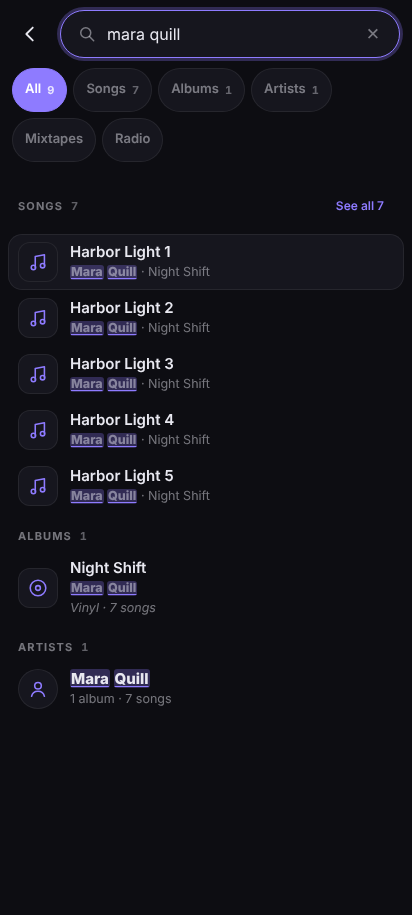 mara quill
All 9 Songs 7 Albums 1 Artists 1
Mixtapes Radio
SONGS 7 See all 7
Harbor Light 1
Mara Quill · Night Shift
Harbor Light 2
Mara Quill · Night Shift
Harbor Light 3
Mara Quill · Night Shift
Harbor Light 4
Mara Quill · Night Shift
Harbor Light 5
Mara Quill · Night Shift
ALBUMS 1
Night Shift
Mara Quill
Vinyl · 7 songs
ARTISTS 1
Mara Quill
1 album · 7 songs